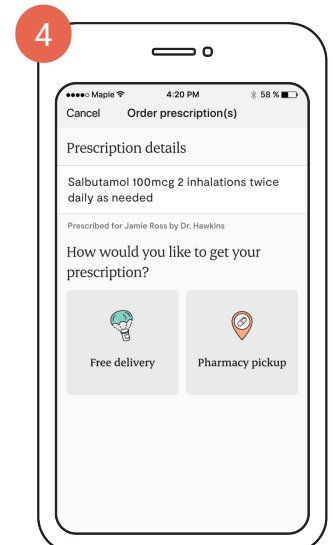 4
Maple 4:20 PM 58 %
Cancel Order prescription(s)
Prescription details
Salbutamol 100mcg 2 inhalations twice
daily as needed
Prescribed for Jamie Ross by Dr. Hawkins
How would you like to get your
prescription?
Free delivery Pharmacy pickup